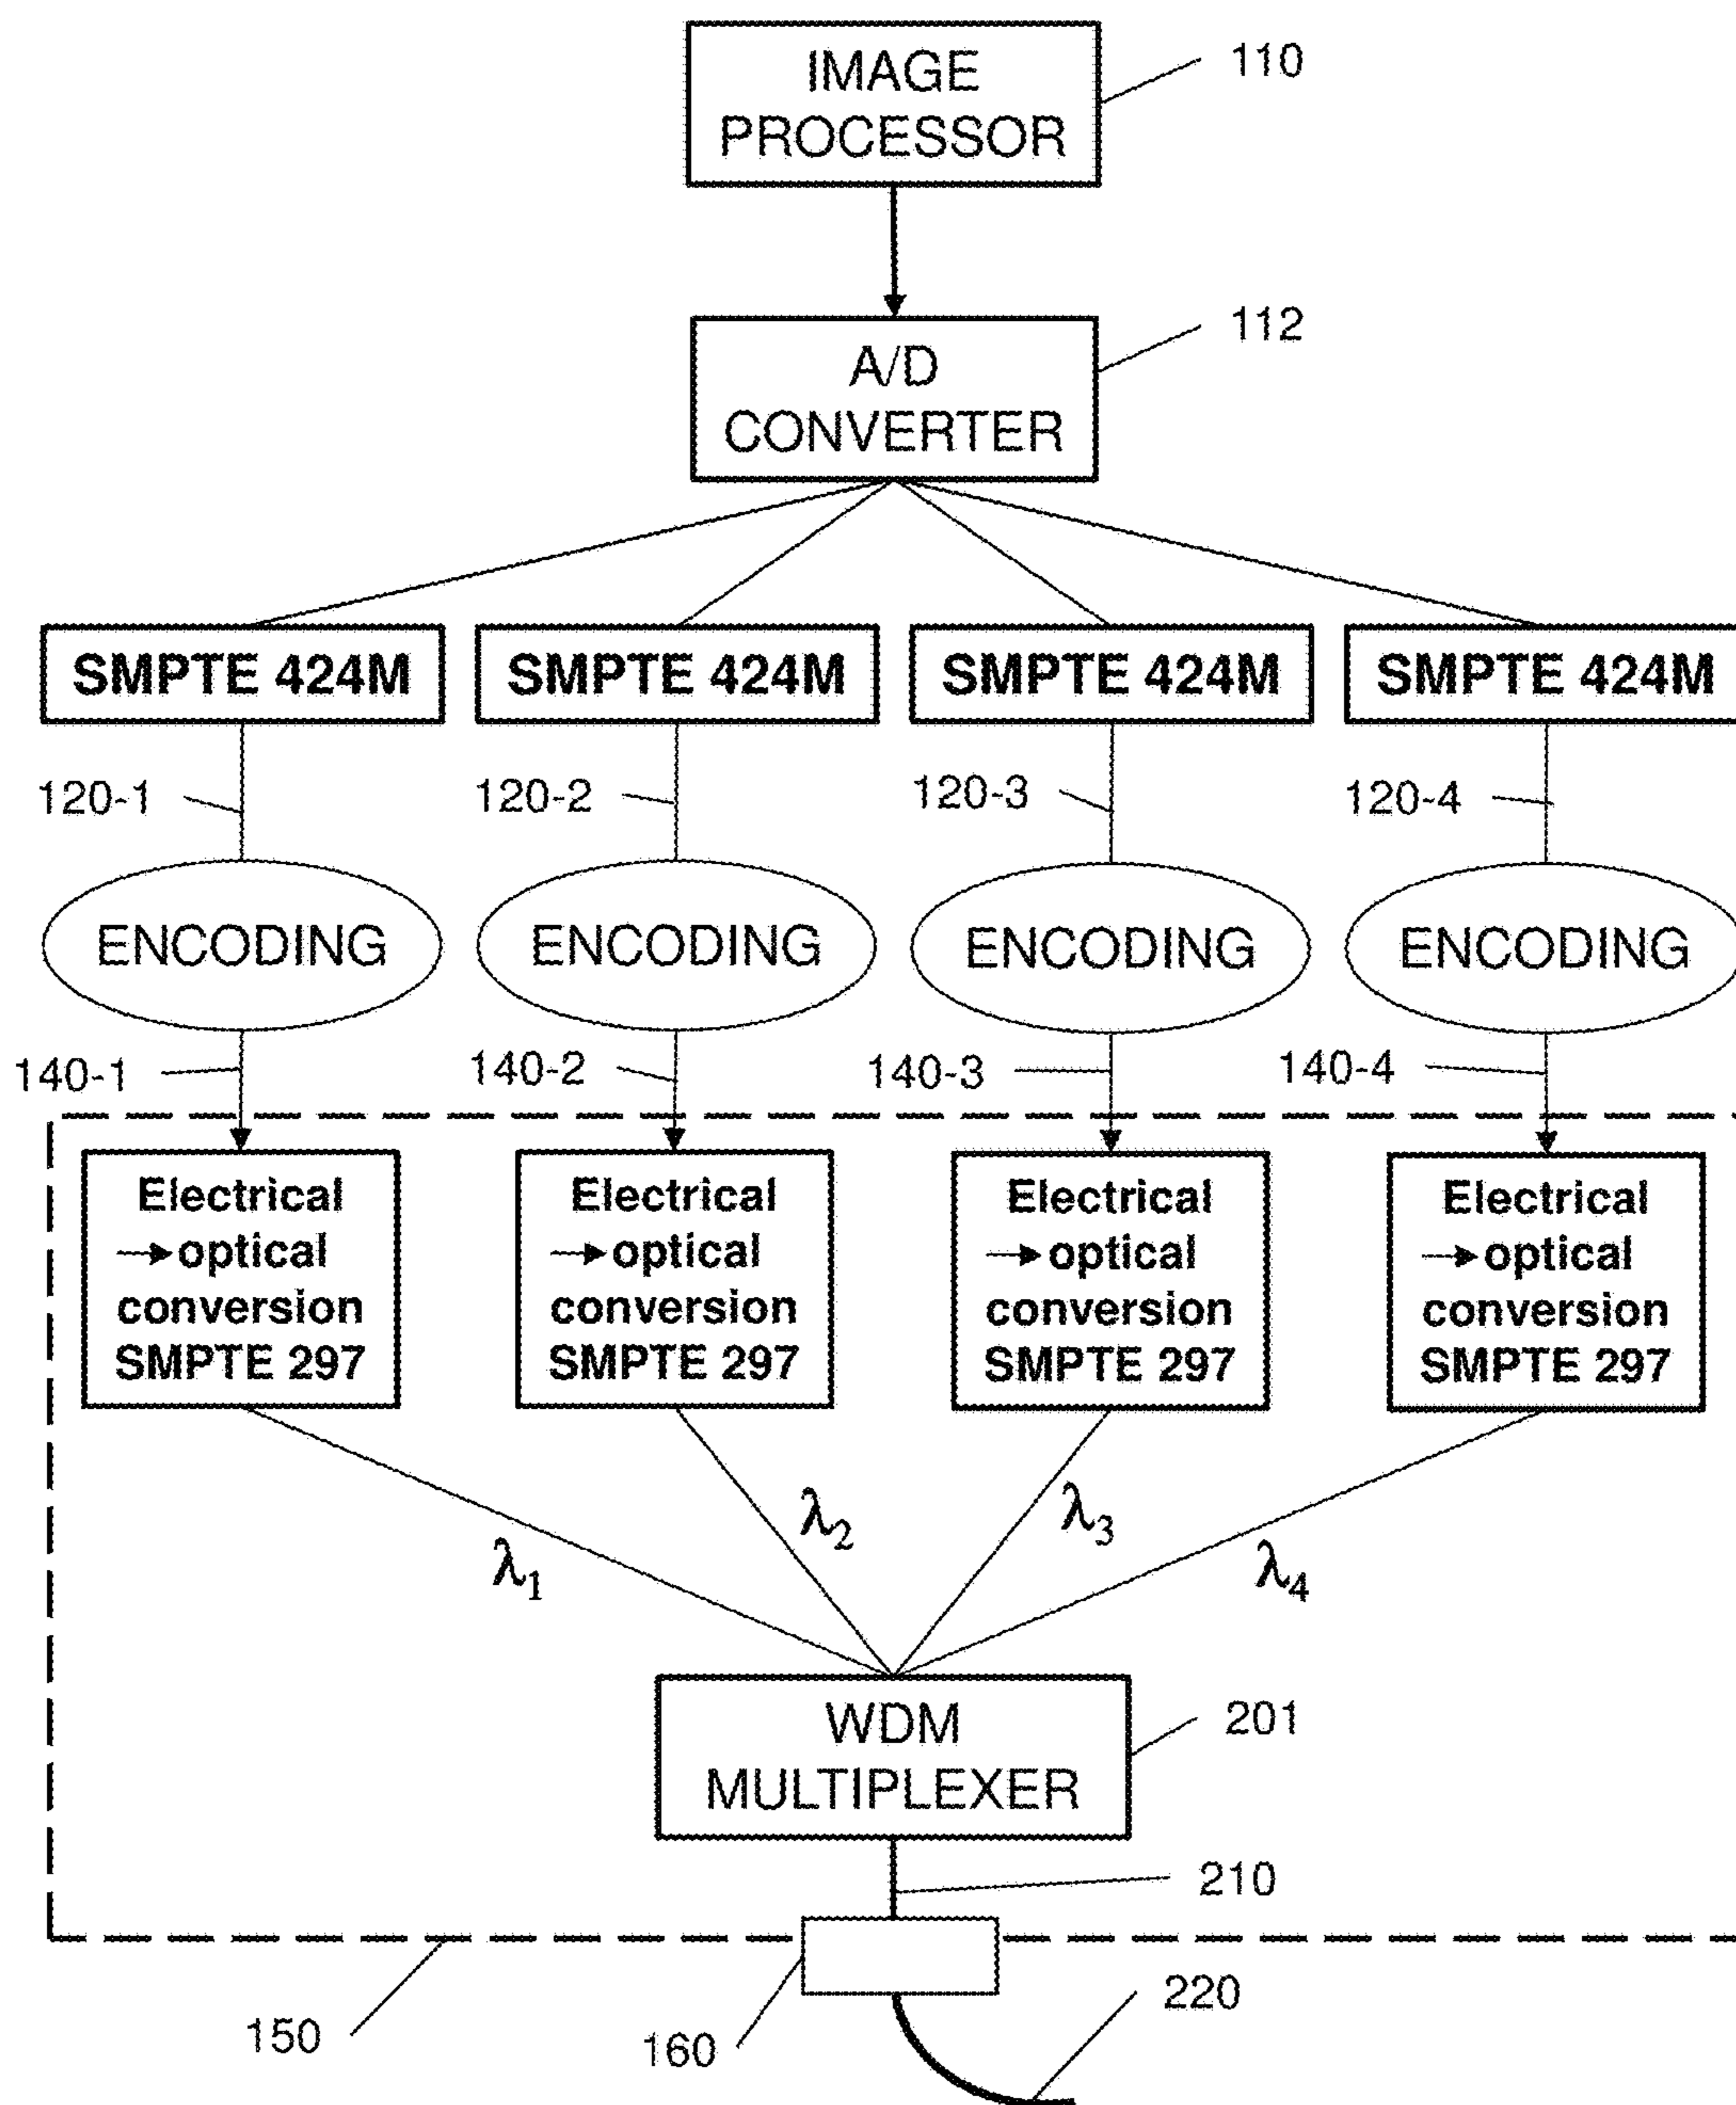 IMAGE
PROCESSOR
110
A/D
CONVERTER
112
SMPTE 424M SMPTE 424M SMPTE 424M SMPTE 424M
120-1 120-2 120-3 120-4
ENCODING ENCODING ENCODING ENCODING
140-1 140-2 140-3 140-4
Electrical Electrical Electrical Electrical
→optical →optical →optical →optical
conversion conversion conversion conversion
SMPTE 297 SMPTE 297 SMPTE 297 SMPTE 297
λ1 λ2 λ3 λ4
WDM
MULTIPLEXER
201
210
150 160 220